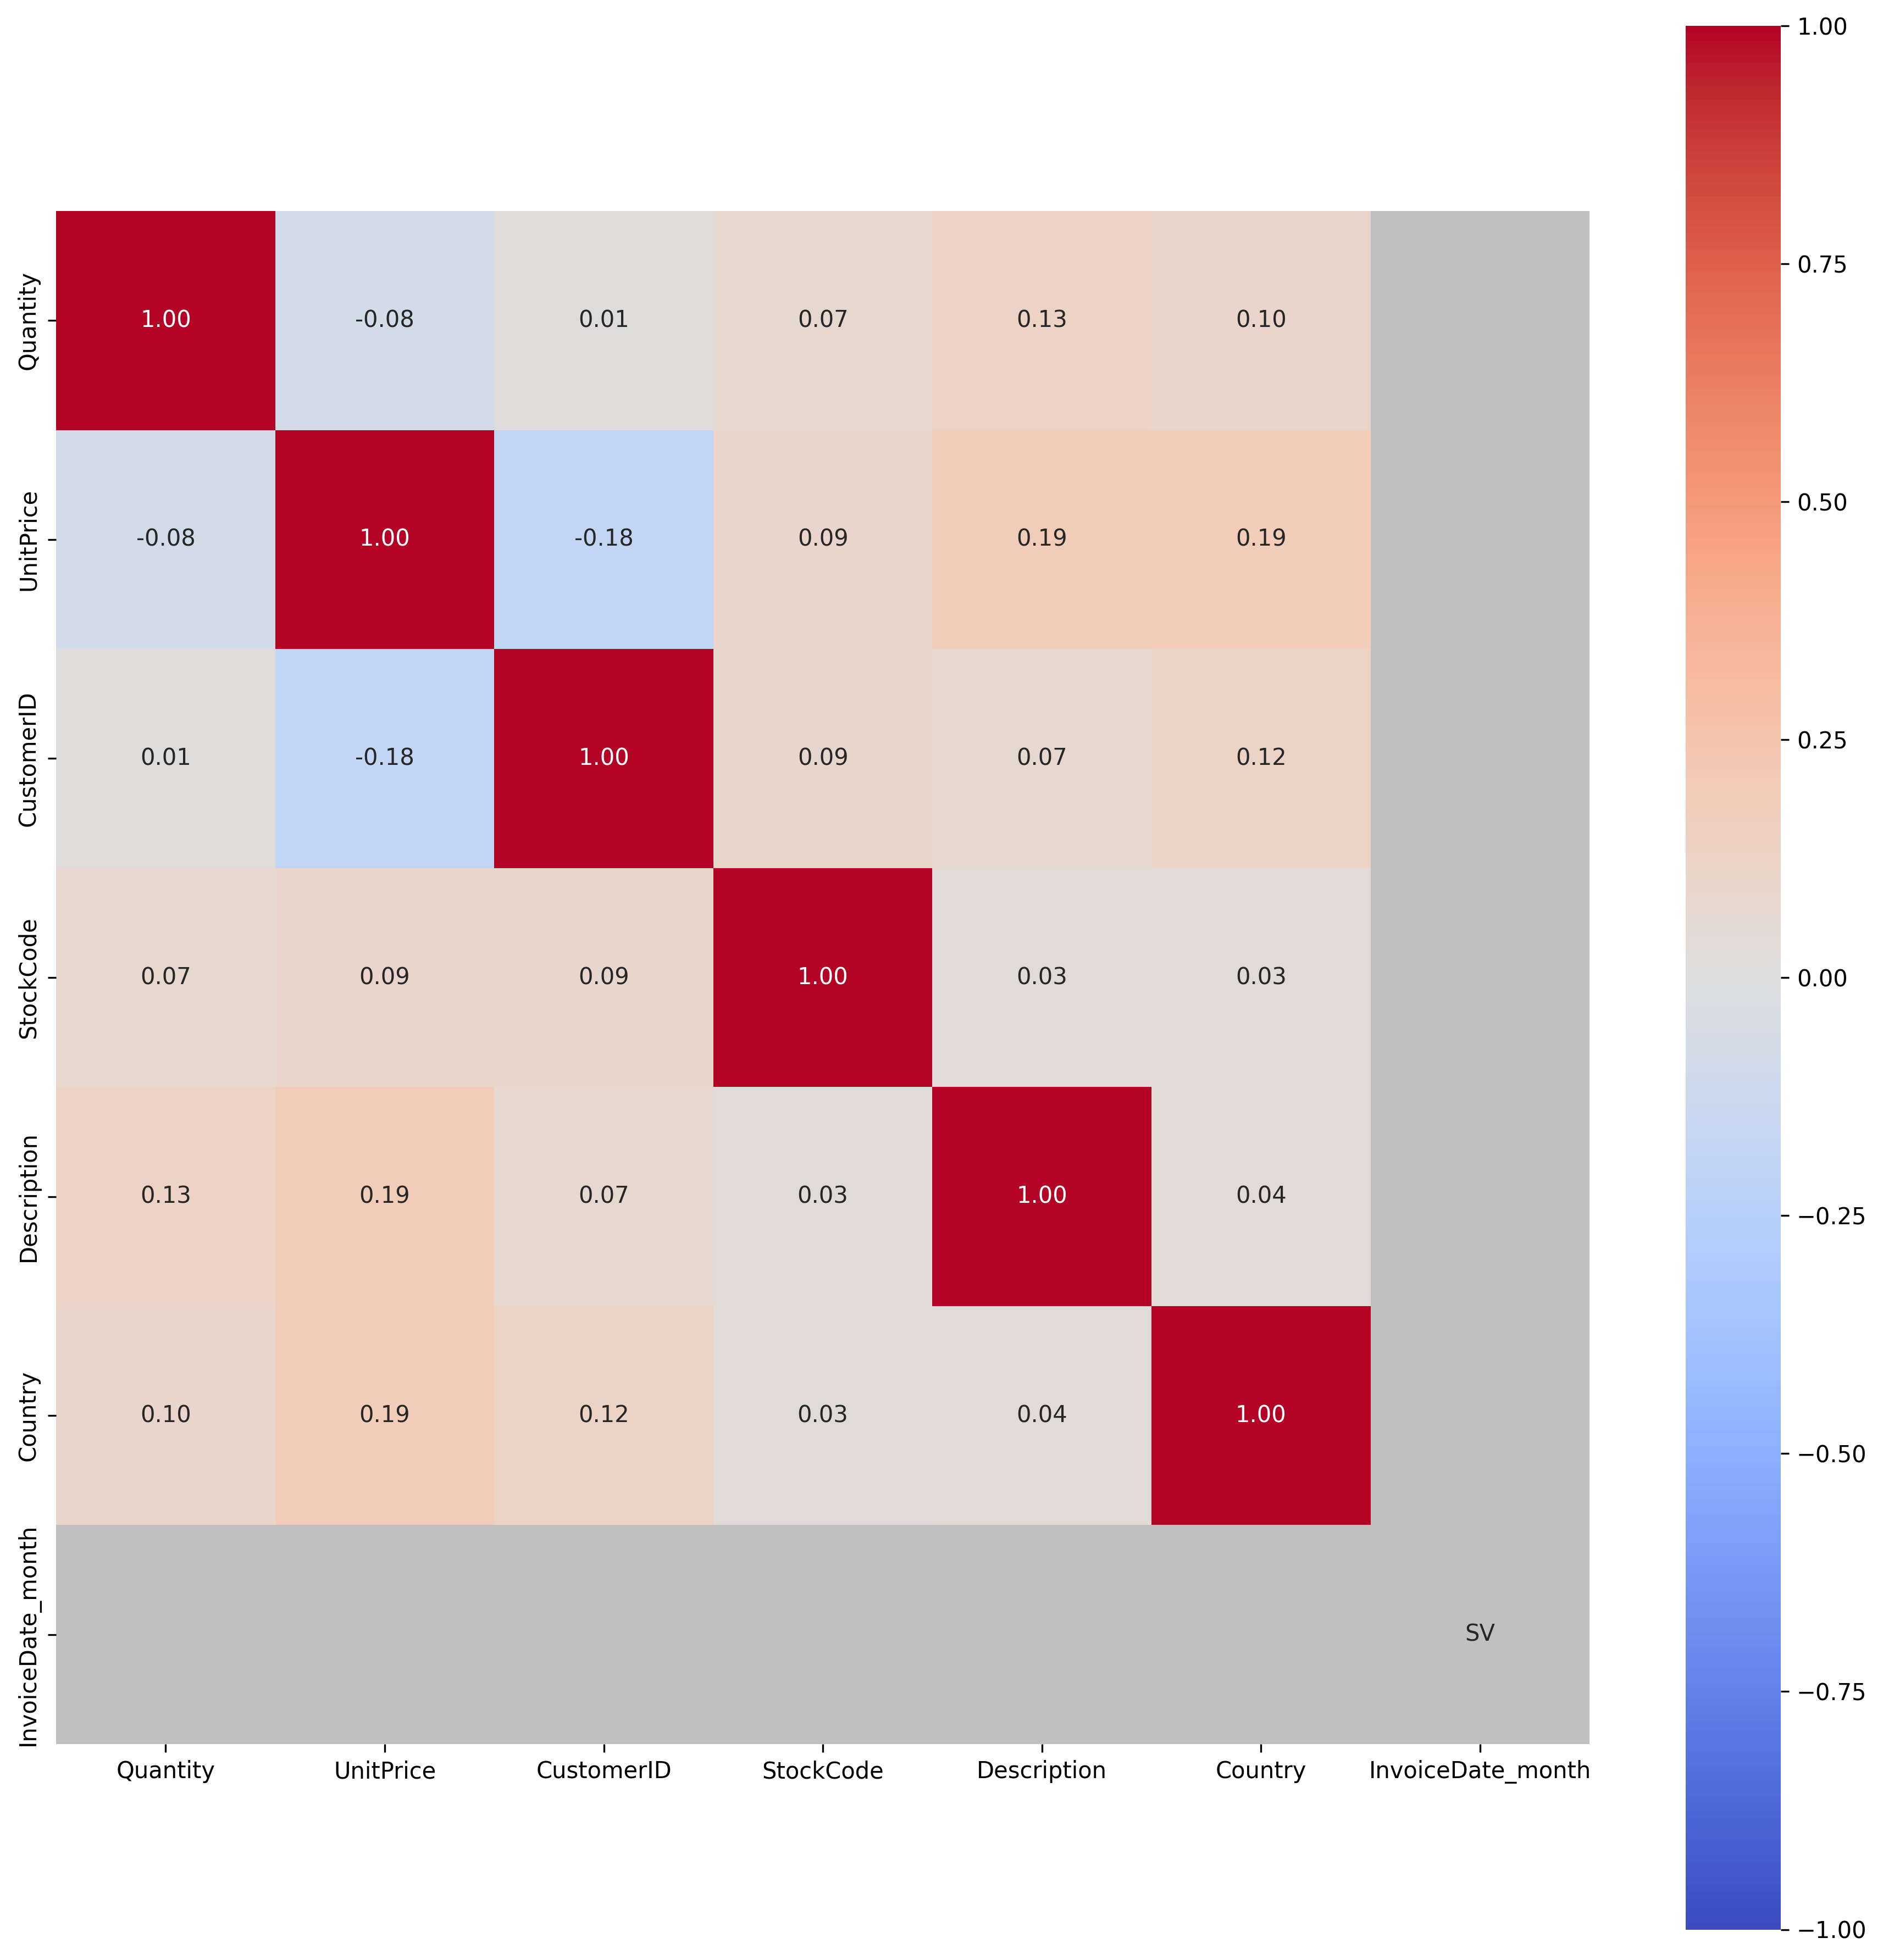 1.00
Quantity 1.00 -0.08 0.01 0.07 0.13 0.10
0.75
UnitPrice -0.08 1.00 -0.18 0.09 0.19 0.19
0.50
CustomerID 0.01 -0.18 1.00 0.09 0.07 0.12
0.25
StockCode 0.07 0.09 0.09 1.00 0.03 0.03
0.00
Description 0.13 0.19 0.07 0.03 1.00 0.04
−0.25
Country 0.10 0.19 0.12 0.03 0.04 1.00
−0.50
InvoiceDate_month SV
−0.75
Quantity UnitPrice CustomerID StockCode Description Country InvoiceDate_month
−1.00